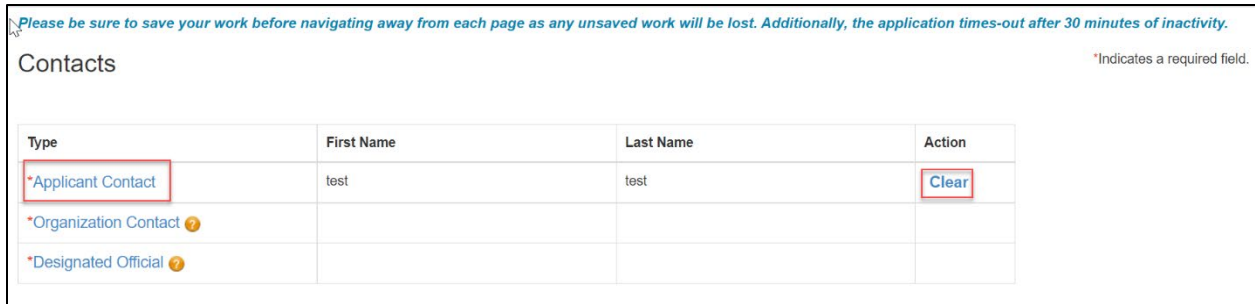 Please be sure to save your work before navigating away from each page as any unsaved work will be lost. Additionally, the application times-out after 30 minutes of inactivity.
Contacts
*Indicates a required field.
Type First Name Last Name Action
*Applicant Contact test test Clear
*Organization Contact ?
*Designated Official ?